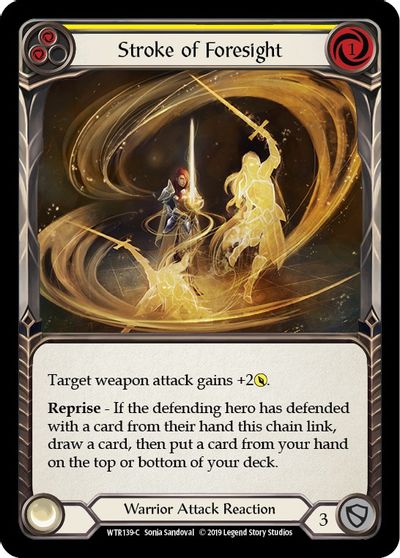 Stroke of Foresight
1
Target weapon attack gains +2.
Reprise - If the defending hero has defended
with a card from their hand this chain link,
draw a card, then put a card from your hand
on the top or bottom of your deck.
Warrior Attack Reaction
3
WTR139-C Sonia Sandoval © 2019 Legend Story Studios